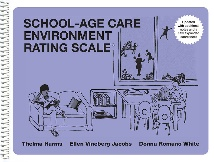 SCHOOL-AGE CARE
ENVIRONMENT
RATING SCALE
Thelma Harms Ellen Vineberg Jacobs Donna Romano White